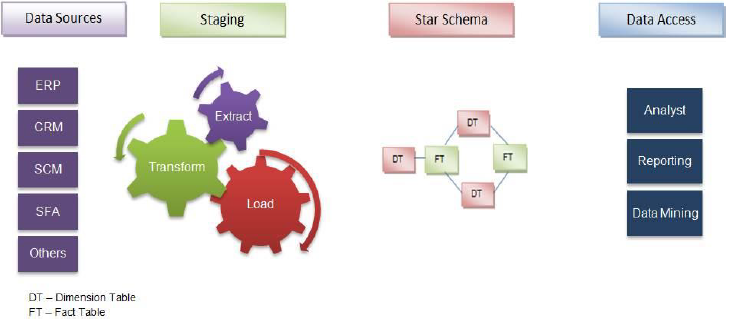 Data Sources
Staging
Star Schema
Data Access
ERP
CRM
SCM
SFA
Others
Extract
Transform
Load
DT
DT
FT
FT
DT
Analyst
Reporting
Data Mining
DT – Dimension Table
FT – Fact Table